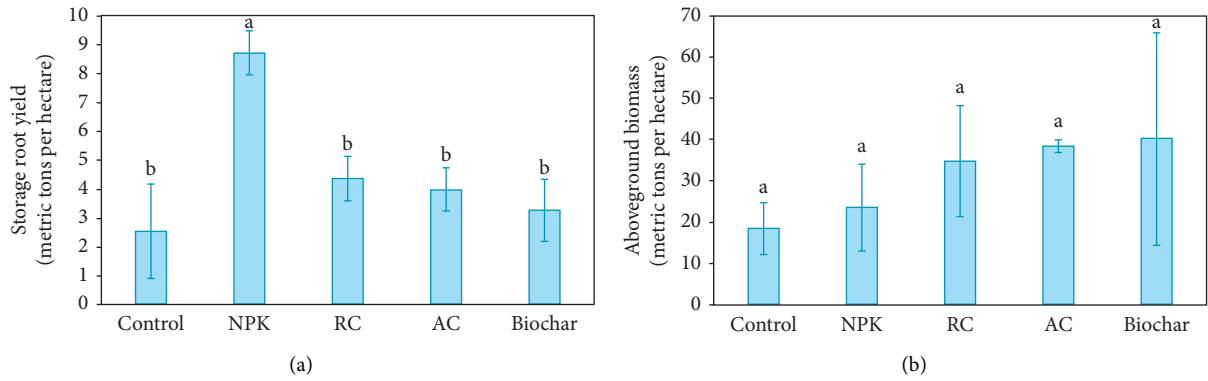 Storage root yield
(metric tons per hectare)
10
9
8
7
6
5
4
3
2
1
0
b
a
b
b
b
Control NPK RC AC Biochar
(a)
Aboveground biomass
(metric tons per hectare)
70
60
50
40
30
20
10
0
a
a
a
a
a
Control NPK RC AC Biochar
(b)